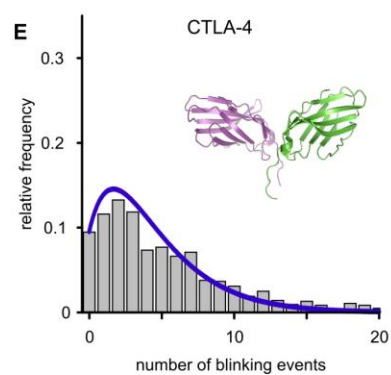 E
CTLA-4
relative frequency
0.3
0.2
0.1
0
0
10
20
number of blinking events